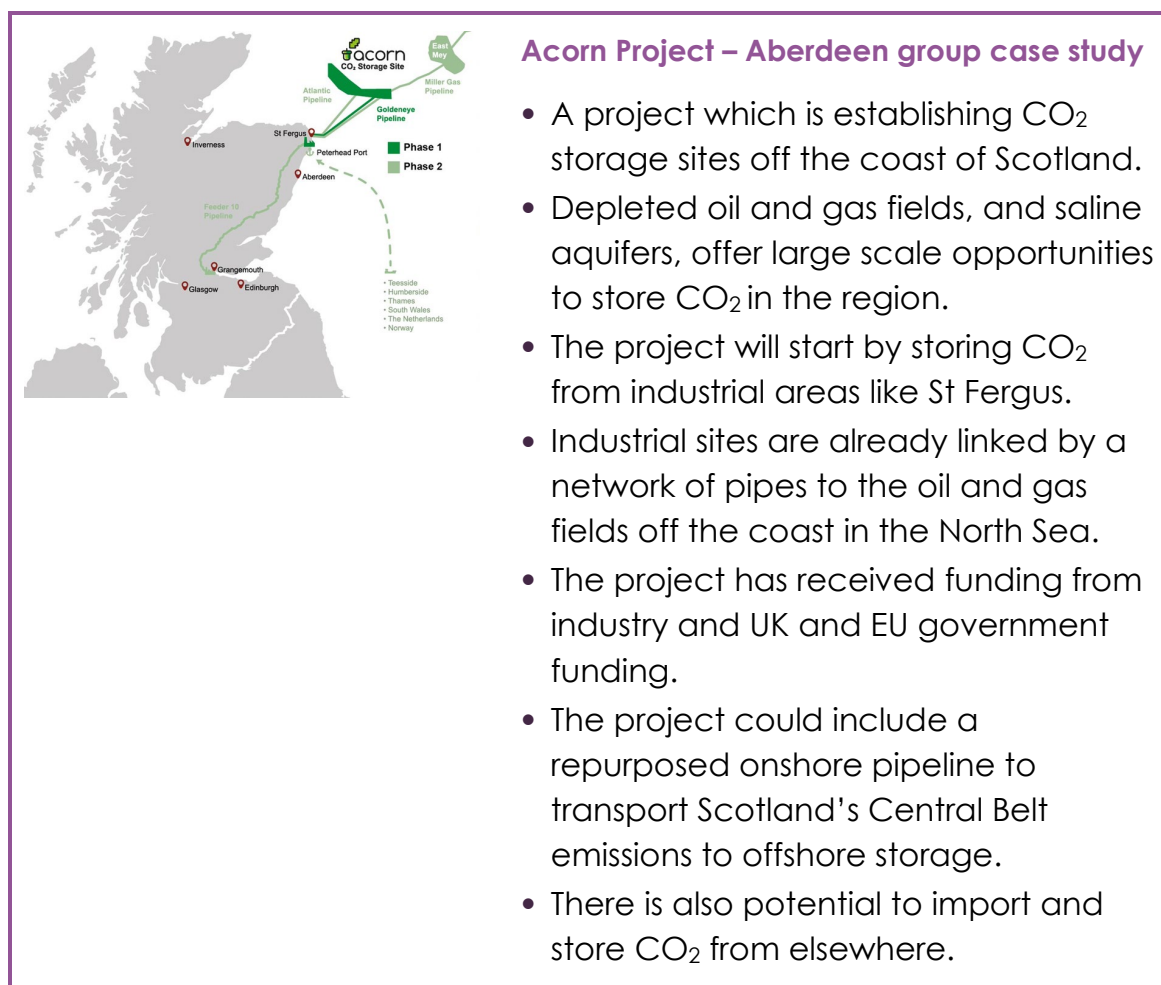 acorn
CO₂ Storage Site
East
Mey
Atlantic
Pipeline
Miller Gas
Pipeline
Goldeneye
Pipeline
St Fergus
Inverness
Peterhead Port
Phase 1
Phase 2
Aberdeen
Feeder 10
Pipeline
Grangemouth
Glasgow
Edinburgh
• Teesside
• Humberside
• Thames
• South Wales
• The Netherlands
• Norway
Acorn Project – Aberdeen group case study
• A project which is establishing CO₂
storage sites off the coast of Scotland.
• Depleted oil and gas fields, and saline
aquifers, offer large scale opportunities
to store CO₂ in the region.
• The project will start by storing CO₂
from industrial areas like St Fergus.
• Industrial sites are already linked by a
network of pipes to the oil and gas
fields off the coast in the North Sea.
• The project has received funding from
industry and UK and EU government
funding.
• The project could include a
repurposed onshore pipeline to
transport Scotland’s Central Belt
emissions to offshore storage.
• There is also potential to import and
store CO₂ from elsewhere.